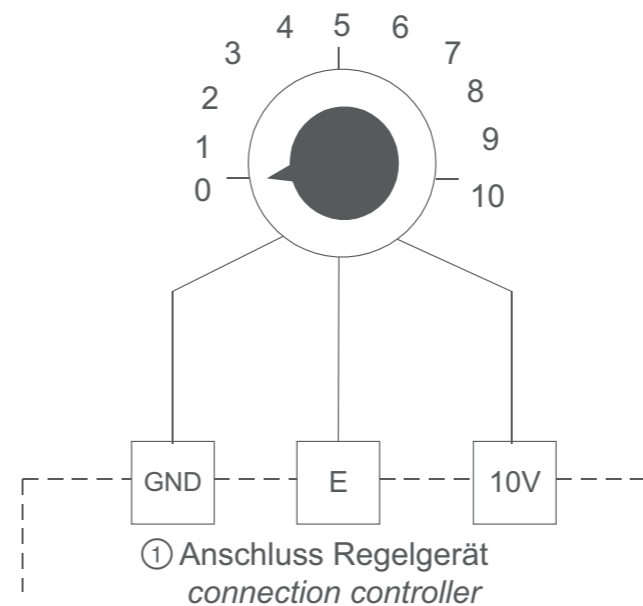 0
1
2
3
4
5
6
7
8
9
10
GND
E
10V
① Anschluss Regelgerät
connection controller